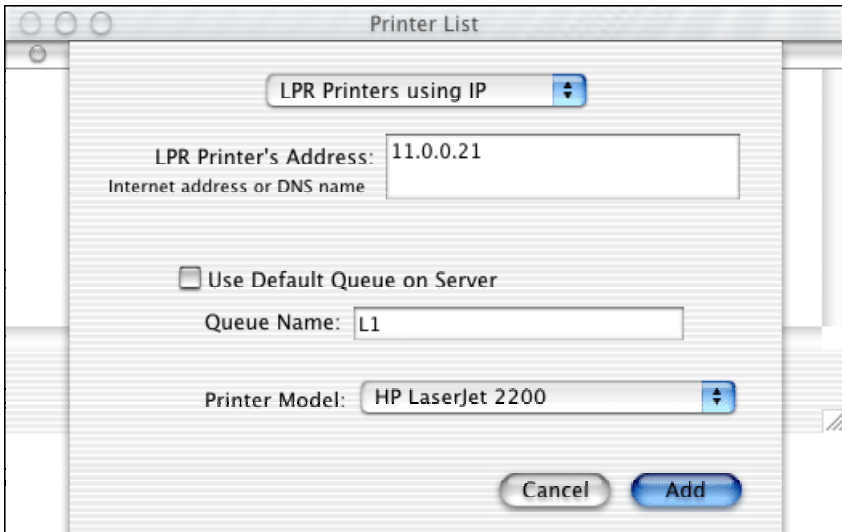 Printer List
LPR Printers using IP
LPR Printer's Address: 11.0.0.21
Internet address or DNS name
Use Default Queue on Server
Queue Name: L1
Printer Model: HP LaserJet 2200
Cancel Add